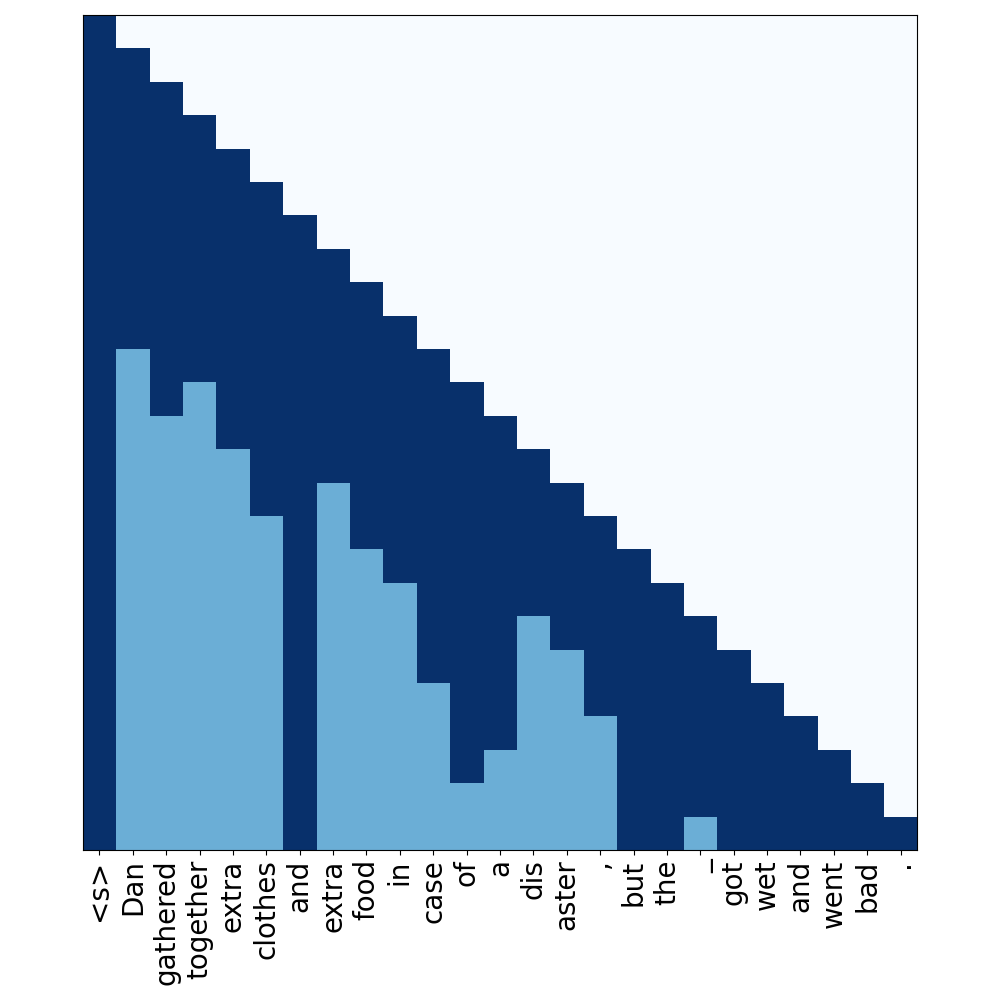 <s> Dan gathered together extra clothes and extra food in case of a dis aster , but the _ got wet and went bad .